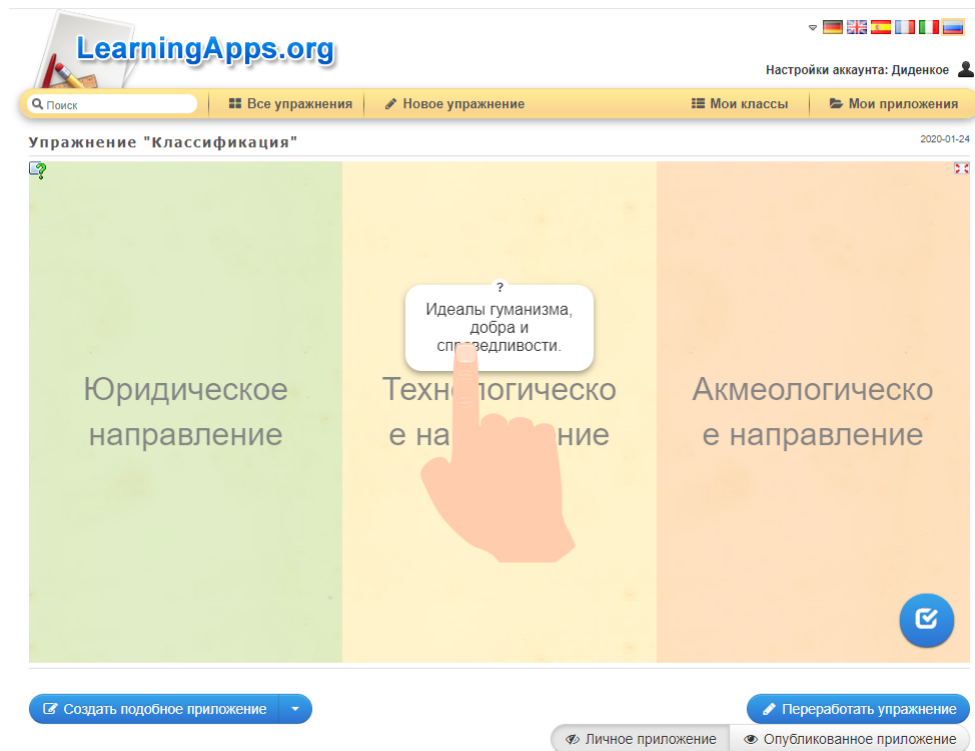 LearningApps.org
Настройки аккаунта: Диденкое
Поиск
Все упражнения
Новое упражнение
Мои классы
Мои приложения
Упражнение "Классификация"
2020-01-24
?
Идеалы гуманизма,
добра и
справедливости.
Юридическое
направление
Технологическо
е направление
Акмеологическо
е направление
Создать подобное приложение
Переработать упражнение
Личное приложение
Опубликованное приложение